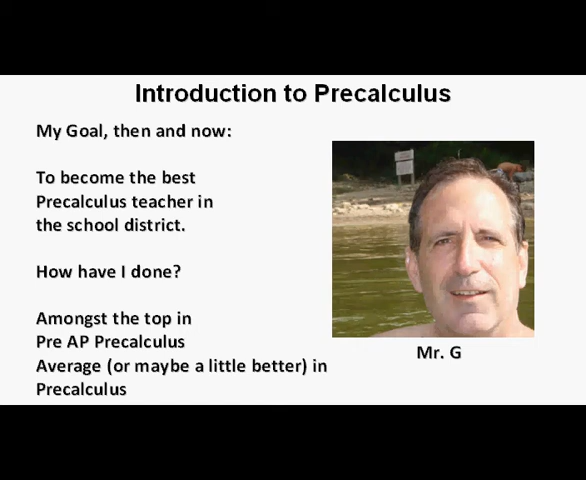 Introduction to Precalculus
My Goal, then and now:
To become the best
Precalculus teacher in
the school district.
How have I done?
Amongst the top in
Pre AP Precalculus
Average (or maybe a little better) in
Precalculus
Mr. G